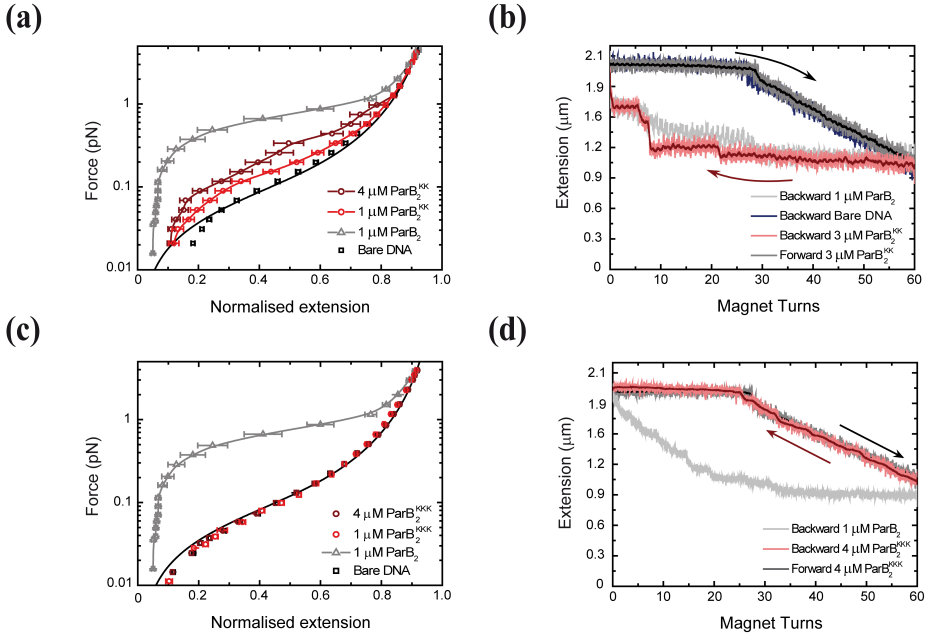 (a)
Force (pN)
1
0.1
0.01
4 μM ParB₂ᴷᴷ
1 μM ParB₂ᴷᴷ
1 μM ParB₂
Bare DNA
0 0.2 0.4 0.6 0.8 1.0
Normalised extension
(b)
Extension (μm)
2.1
1.9
1.6
1.2
0.9
0.6
0.3
0
Backward 1 μM ParB₂
Backward Bare DNA
Backward 3 μM ParB₂ᴷᴷ
Forward 3 μM ParB₂ᴷᴷ
0 10 20 30 40 50 60
Magnet Turns
(c)
Force (pN)
1
0.1
0.01
4 μM ParB₂ᴷᴷᴷ
1 μM ParB₂ᴷᴷᴷ
1 μM ParB₂
Bare DNA
0 0.2 0.4 0.6 0.8 1.0
Normalised extension
(d)
Extension (μm)
2.1
1.9
1.6
1.2
0.9
0.6
2.3
0
Backward 1 μM ParB₂
Backward 4 μM ParB₂ᴷᴷᴷ
Forward 4 μM ParB₂ᴷᴷᴷ
0 10 20 30 40 50 60
Magnet Turns